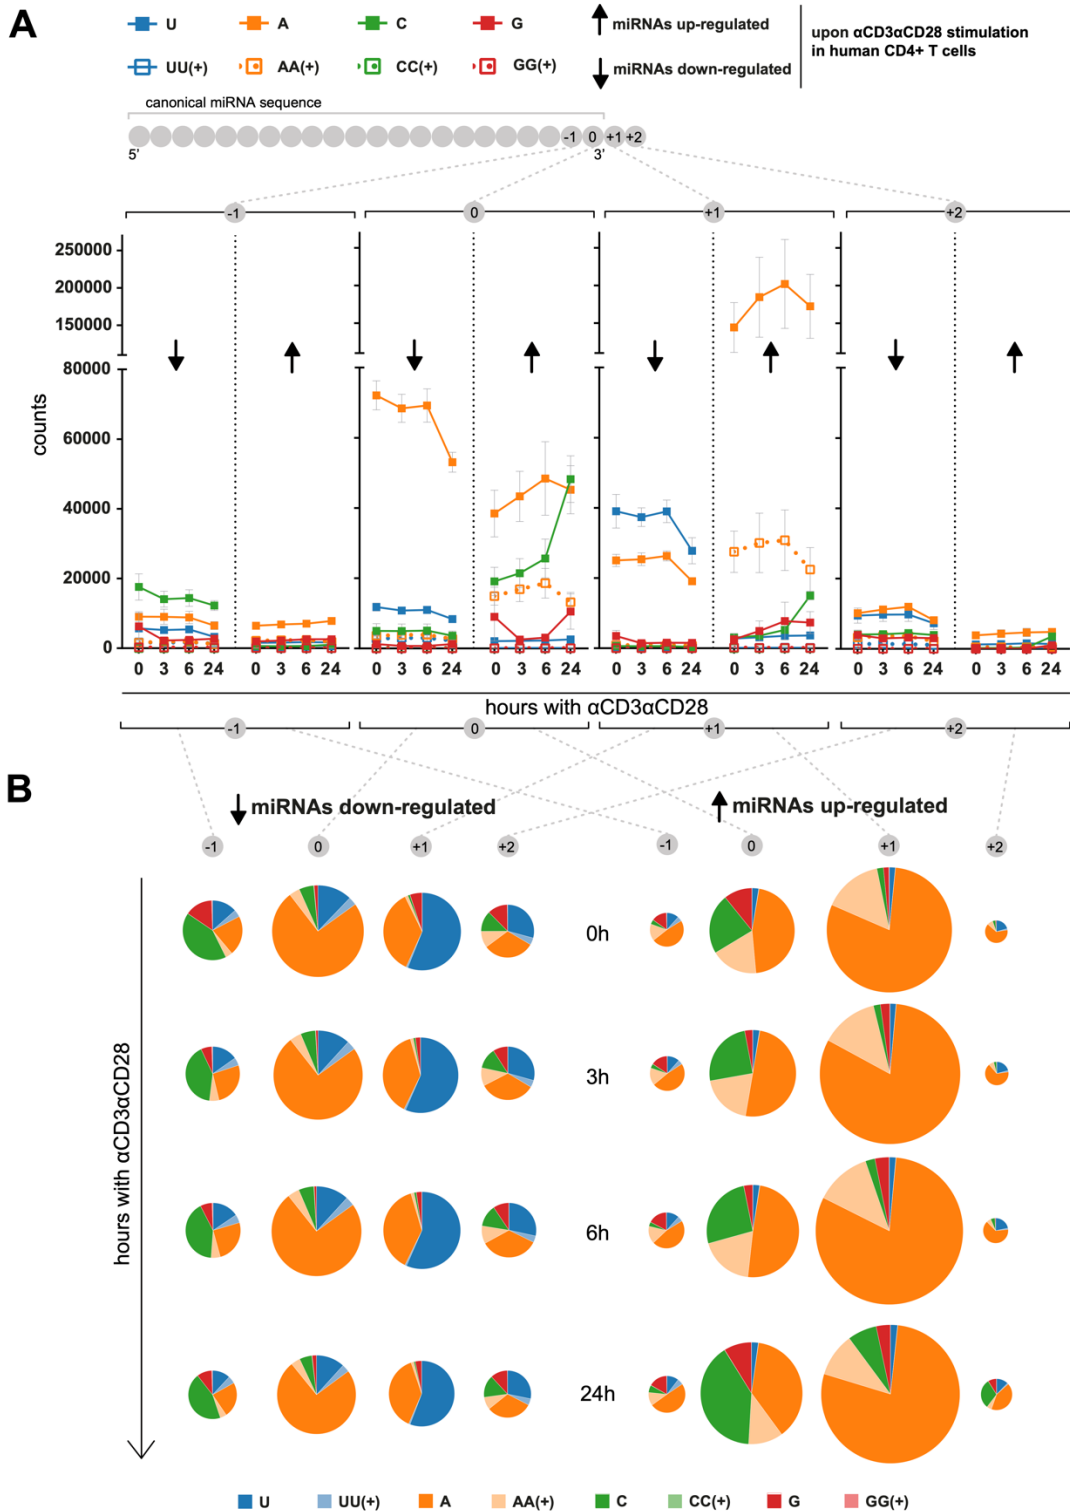 A
U A C G
miRNAs up-regulated
UU(+) AA(+) CC(+) GG(+)
miRNAs down-regulated
upon αCD3αCD28 stimulation
in human CD4+ T cells
canonical miRNA sequence
-1 0 +1 +2
5' 3'
-1 0 +1 +2
250000
200000
150000
80000
60000
40000
20000
0
counts
0 3 6 24 0 3 6 24 0 3 6 24 0 3 6 24 0 3 6 24 0 3 6 24 0 3 6 24 0 3 6 24
hours with αCD3αCD28
-1 0 +1 +2
B
miRNAs down-regulated miRNAs up-regulated
-1 0 +1 +2 -1 0 +1 +2
0h
3h
6h
24h
hours with αCD3αCD28
U UU(+) A AA(+) C CC(+) G GG(+)